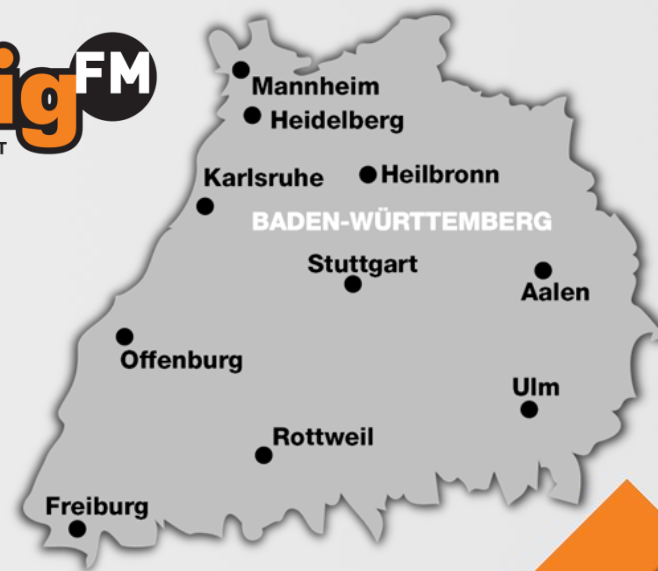 igFM
T
Mannheim
Heidelberg
Karlsruhe
Heilbronn
BADEN-WÜRTTEMBERG
Stuttgart
Aalen
Offenburg
Ulm
Rottweil
Freiburg